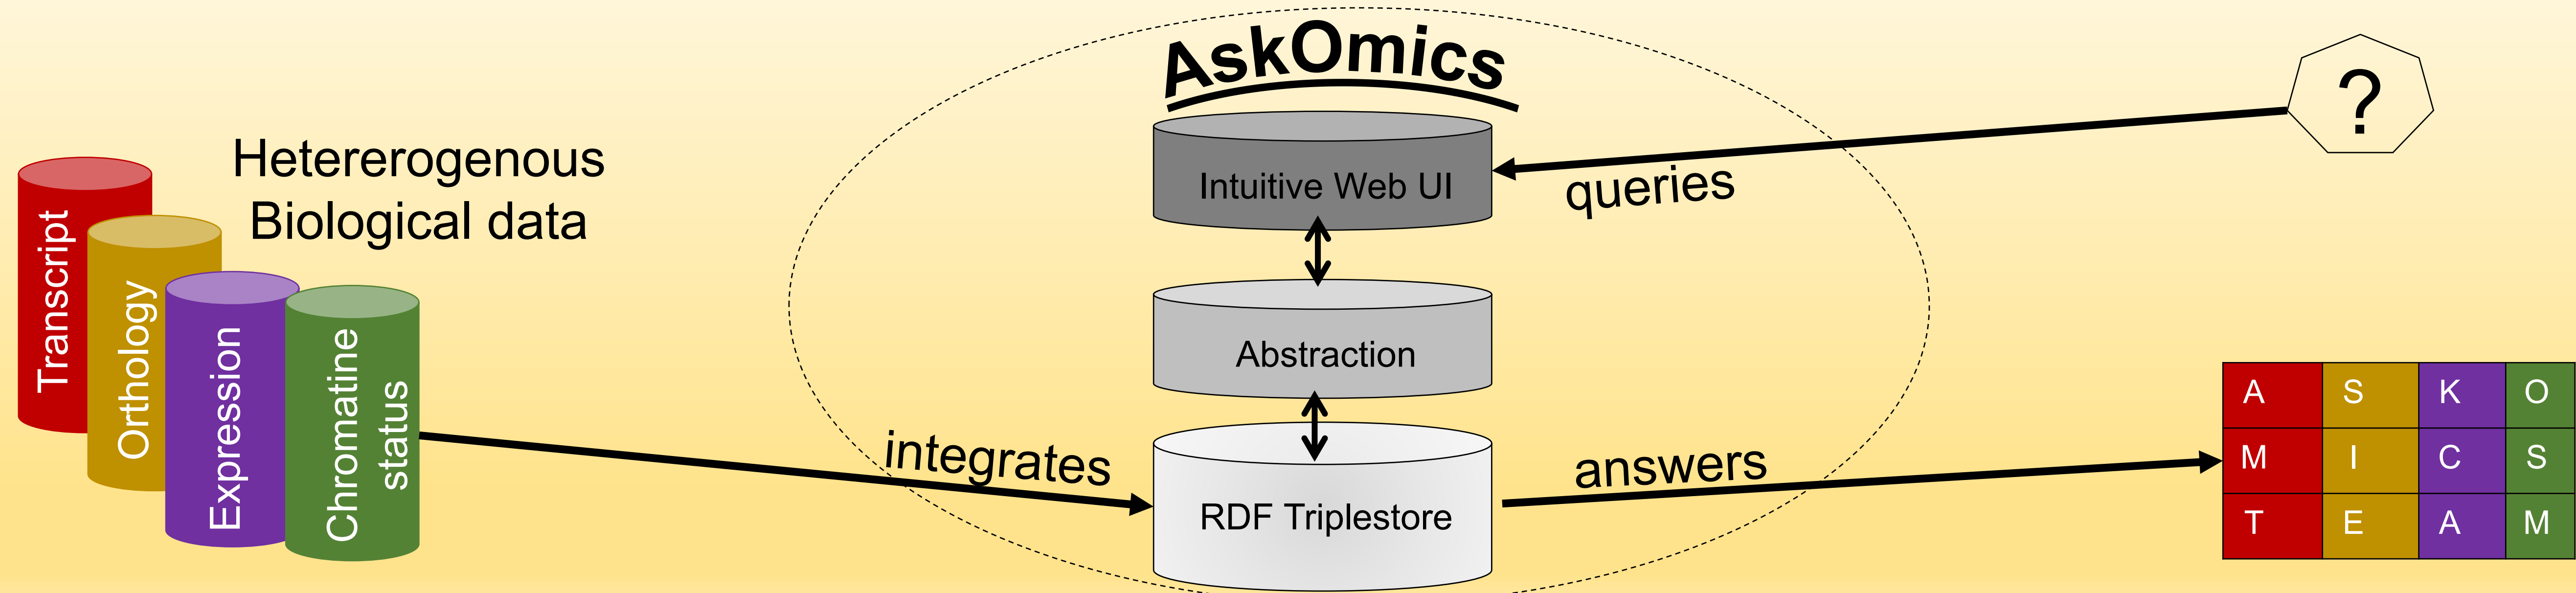 AskOmics
Hetererogenous
Biological data
Transcript
Orthology
Expression
Chromatine
status
integrates
Intuitive Web UI
Abstraction
RDF Triplestore
queries
?
answers
A S K O
M I C S
T E A M